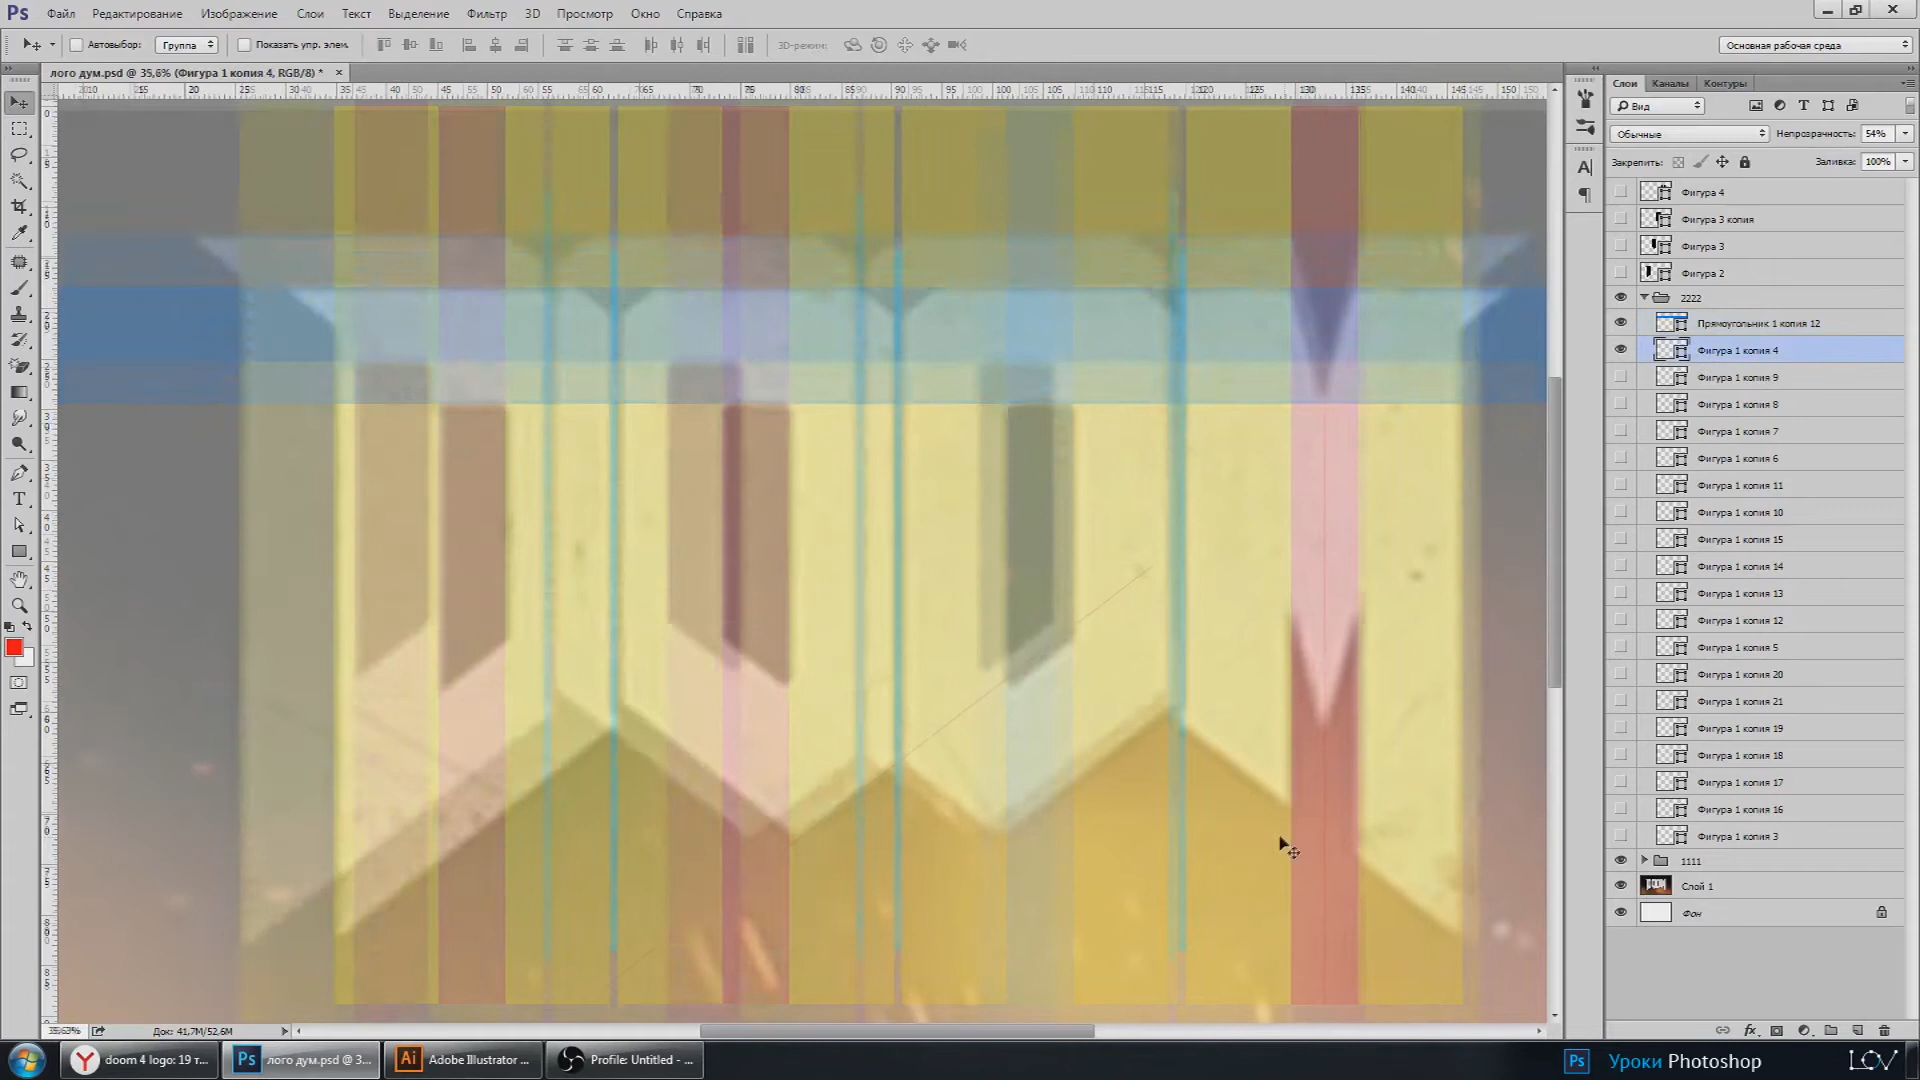 Ps Файл Редактирование Изображение Слои Текст Выделение Фильтр 3D Просмотр Окно Справка
Автовыбор: Группа Показать упр. элем. 3D-режим: Основная рабочая среда
лого дум.psd @ 35,6% (Фигура 1 копия 4, RGB/8) * ×
Слои Каналы Контуры
Вид
Обычные Непрозрачность: 54%
Закрепить: Заливка: 100%
Фигура 4
Фигура 3 копия
Фигура 3
Фигура 2
2222
Прямоугольник 1 копия 12
Фигура 1 копия 4
Фигура 1 копия 9
Фигура 1 копия 8
Фигура 1 копия 7
Фигура 1 копия 6
Фигура 1 копия 11
Фигура 1 копия 10
Фигура 1 копия 15
Фигура 1 копия 14
Фигура 1 копия 13
Фигура 1 копия 12
Фигура 1 копия 5
Фигура 1 копия 20
Фигура 1 копия 21
Фигура 1 копия 19
Фигура 1 копия 18
Фигура 1 копия 17
Фигура 1 копия 16
Фигура 1 копия 3
1111
Слой 1
Фон
35,63% Док: 41,7M/52,6M
doom 4 logo: 19 т... Ps лого дум.psd @ 3... Ai Adobe Illustrator ... Profile: Untitled - ... Ps Уроки Photoshop LCV